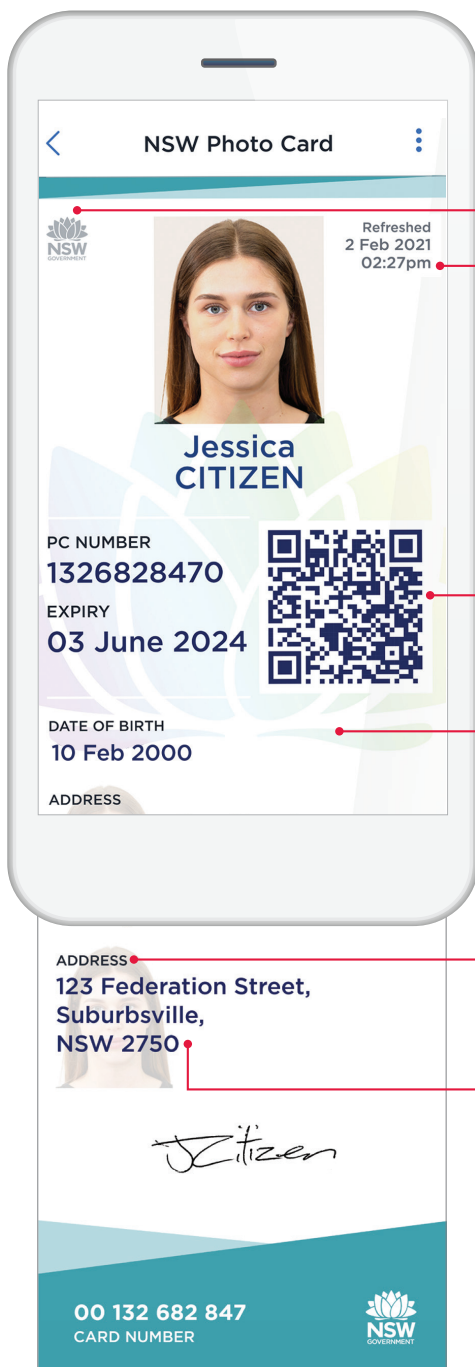 NSW Photo Card
NSW
GOVERNMENT
Refreshed
2 Feb 2021
02:27pm
Jessica
CITIZEN
PC NUMBER
1326828470
EXPIRY
03 June 2024
DATE OF BIRTH
10 Feb 2000
ADDRESS
ADDRESS
123 Federation Street,
Suburbsville,
NSW 2750
JCitizen
00 132 682 847
CARD NUMBER
NSW
GOVERNMENT